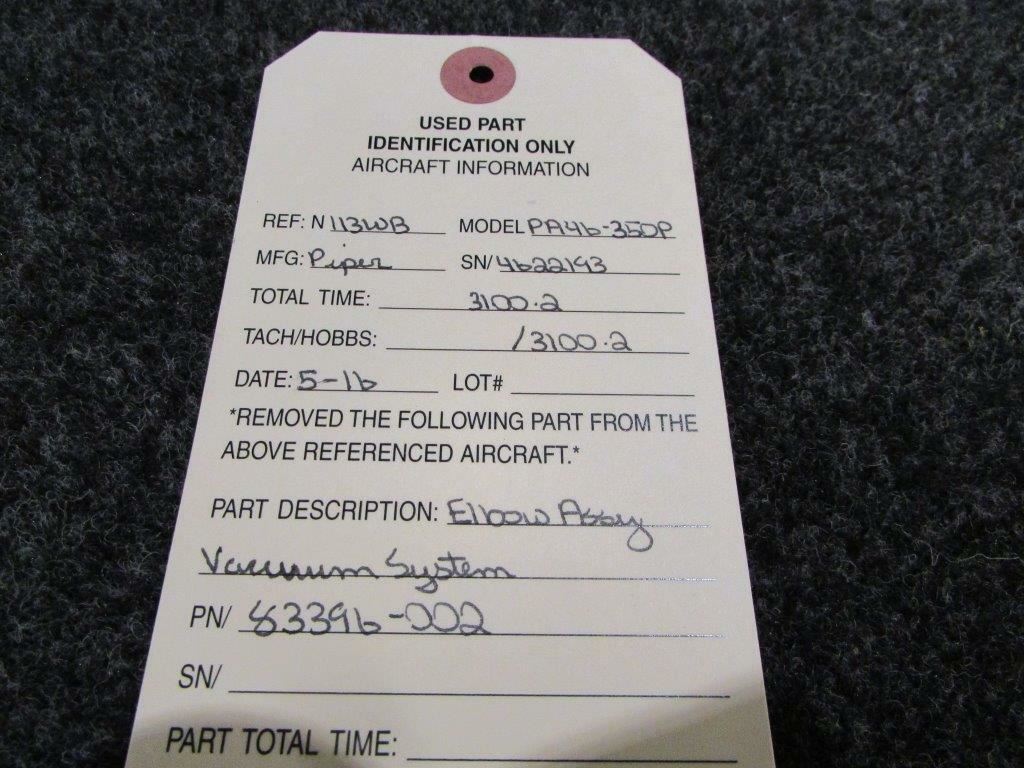 USED PART
IDENTIFICATION ONLY
AIRCRAFT INFORMATION
REF: N 113WB MODEL PA46-350P
MFG: Piper SN/ 4622193
TOTAL TIME: 3100.2
TACH/HOBBS: / 3100.2
DATE: 5-16 LOT#
*REMOVED THE FOLLOWING PART FROM THE
ABOVE REFERENCED AIRCRAFT.*
PART DESCRIPTION: Elbow Assy
Vacuum System
PN/ 83396-002
SN/
PART TOTAL TIME: